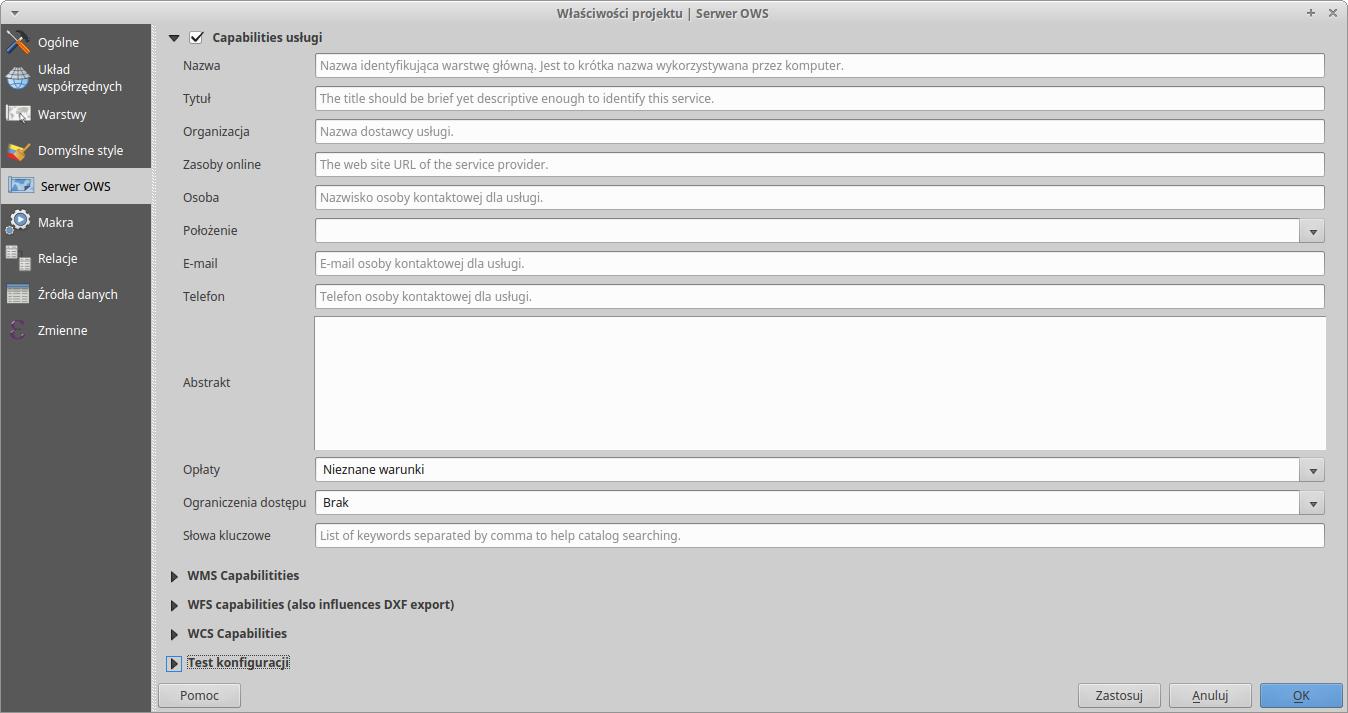 Właściwości projektu | Serwer OWS
Ogólne
Układ
współrzędnych
Warstwy
Domyślne style
Serwer OWS
Makra
Relacje
Źródła danych
Zmienne
Capabilities usługi
Nazwa Nazwa identyfikująca warstwę główną. Jest to krótka nazwa wykorzystywana przez komputer.
Tytuł The title should be brief yet descriptive enough to identify this service.
Organizacja Nazwa dostawcy usługi.
Zasoby online The web site URL of the service provider.
Osoba Nazwisko osoby kontaktowej dla usługi.
Położenie
E-mail E-mail osoby kontaktowej dla usługi.
Telefon Telefon osoby kontaktowej dla usługi.
Abstrakt
Opłaty Nieznane warunki
Ograniczenia dostępu Brak
Słowa kluczowe List of keywords separated by comma to help catalog searching.
WMS Capabilitities
WFS capabilities (also influences DXF export)
WCS Capabilities
Test konfiguracji
Pomoc Zastosuj Anuluj OK